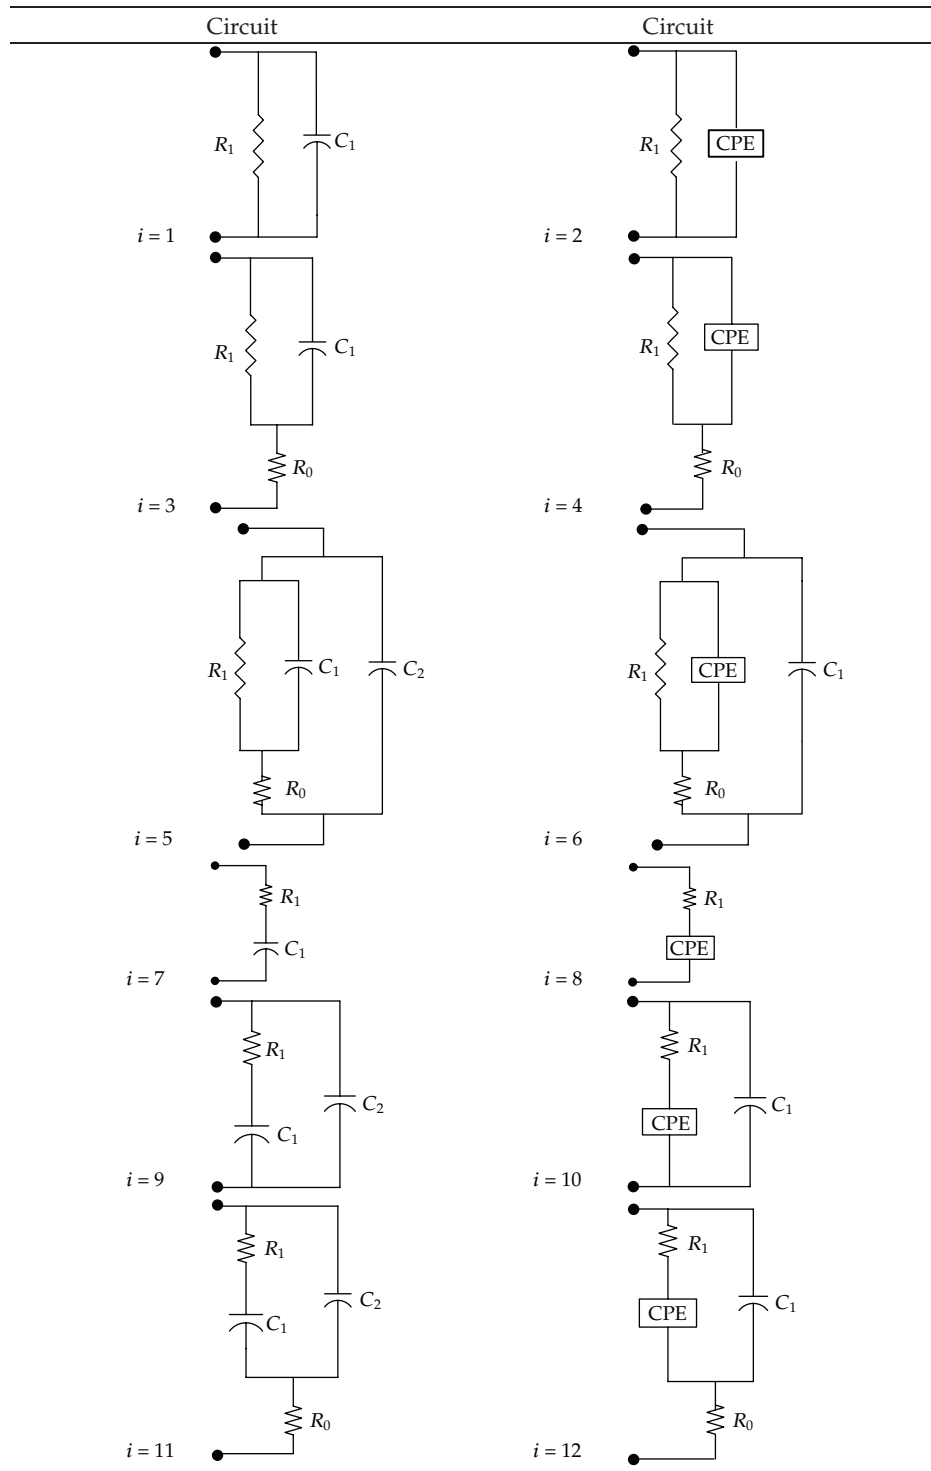 Circuit Circuit
R1 C1 R1 CPE
i = 1 i = 2
R1 C1 R1 CPE
R0 R0
i = 3 i = 4
R1 C1 C2 R1 CPE C1
R0 R0
i = 5 i = 6
R1 R1
C1 CPE
i = 7 i = 8
R1 R1
C2 C1
C1 CPE
i = 9 i = 10
R1 R1
C2 C1
C1 CPE
R0 R0
i = 11 i = 12